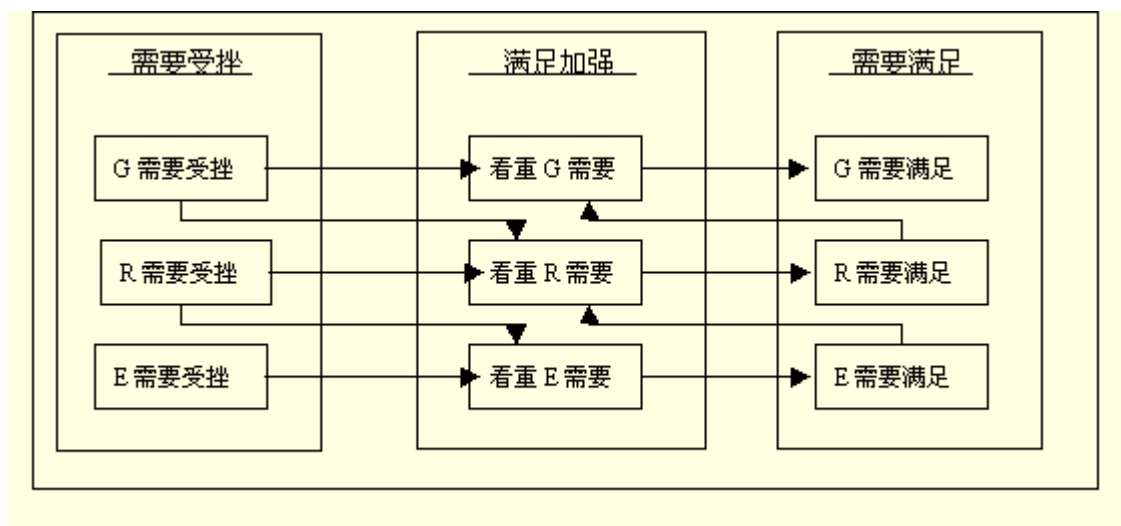 需要受挫
满足加强
需要满足
G 需要受挫
看重 G 需要
G 需要满足
R 需要受挫
看重 R 需要
R 需要满足
E 需要受挫
看重 E 需要
E 需要满足